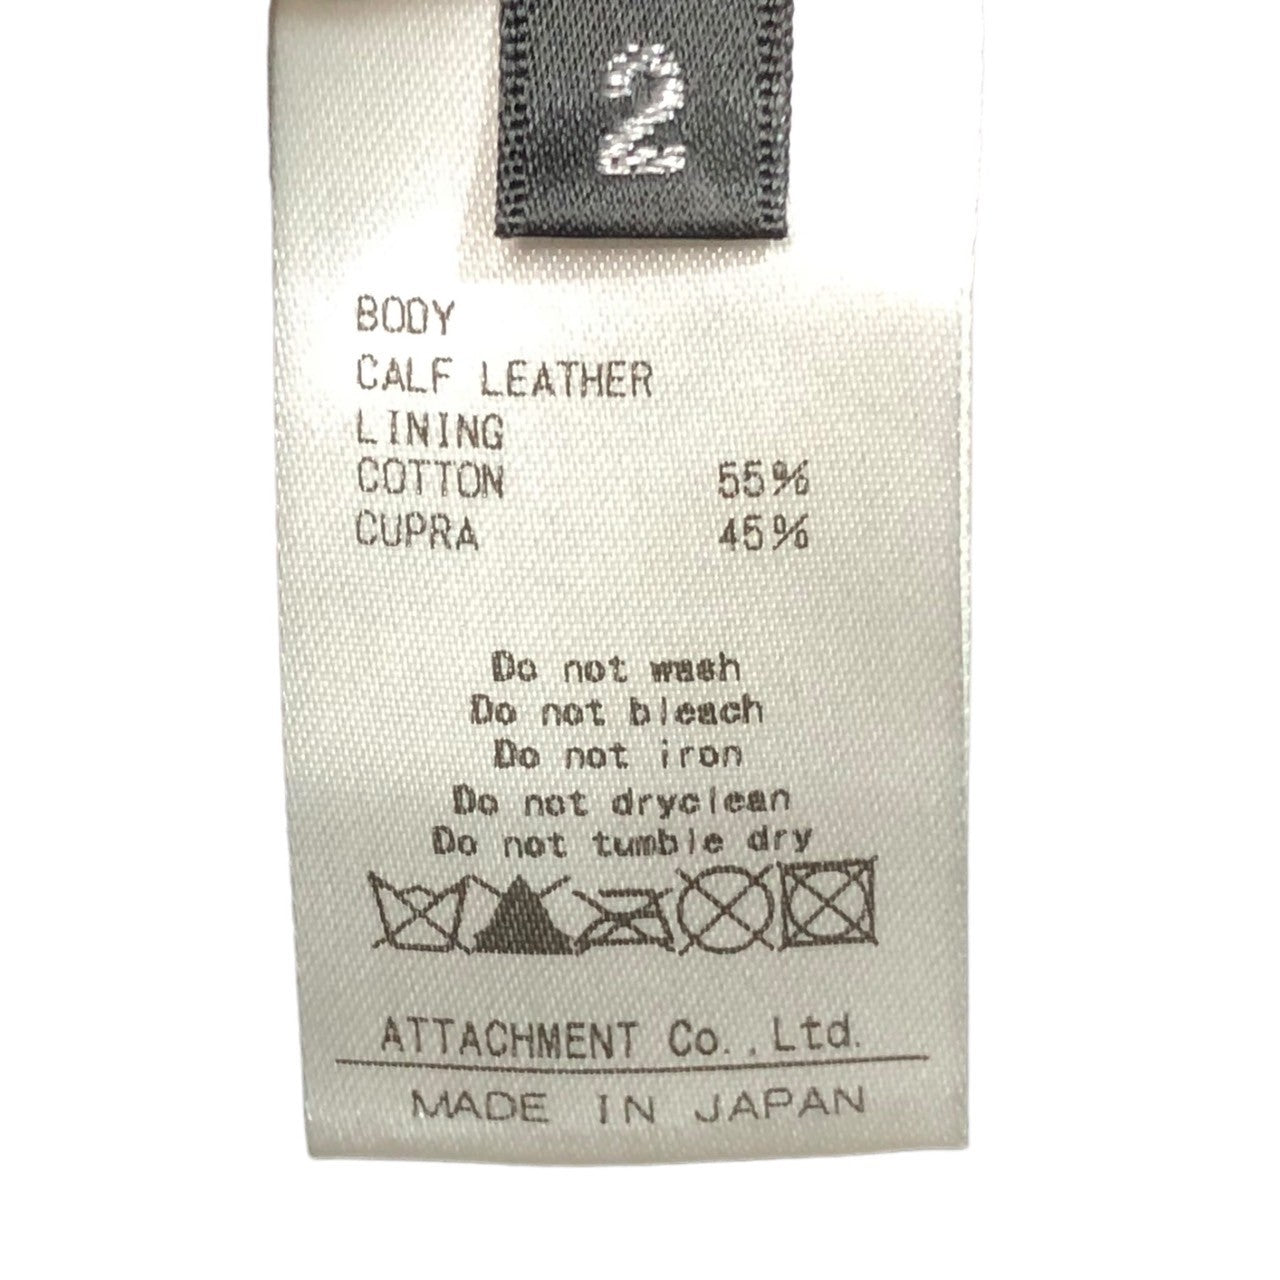 2
BODY
CALF LEATHER
LINING
COTTON 55%
CUPRA 45%
Do not wash
Do not bleach
Do not iron
Do not dryclean
Do not tumble dry
ATTACHMENT Co.,Ltd.
MADE IN JAPAN